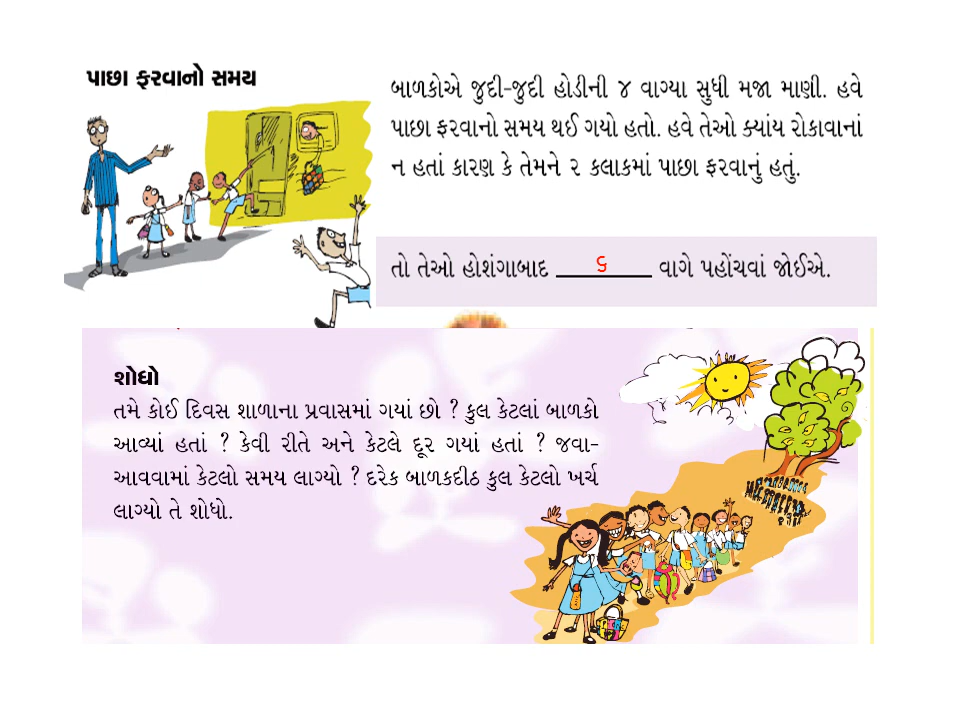 પાછા ફરવાનો સમય
બાળકોએ જુદી-જુદી હોડીની ૪ વાગ્યા સુધી મજા માણી. હવે
પાછા ફરવાનો સમય થઈ ગયો હતો. હવે તેઓ ક્યાંય રોકાવાનાં
ન હતાં કારણ કે તેમને ૨ કલાકમાં પાછા ફરવાનું હતું.
તો તેઓ હોશંગાબાદ ૬ વાગે પહોંચવાં જોઈએ.
શોધો
તમે કોઈ દિવસ શાળાના પ્રવાસમાં ગયાં છો ? કુલ કેટલાં બાળકો
આવ્યાં હતાં ? કેવી રીતે અને કેટલે દૂર ગયાં હતાં ? જવા-
આવવામાં કેટલો સમય લાગ્યો ? દરેક બાળકદીઠ કુલ કેટલો ખર્ચ
લાગ્યો તે શોધો.